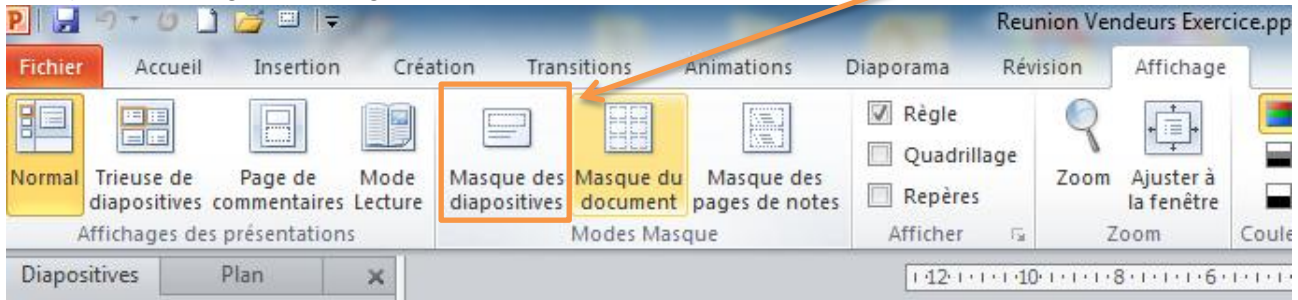 P
Reunion Vendeurs Exercice.pp
Fichier Accueil Insertion Création Transitions Animations Diaporama Révision Affichage
Normal Trieuse de diapositives Page de commentaires Mode Lecture Masque des diapositives Masque du document Masque des pages de notes Règle Quadrillage Repères Zoom Ajuster à la fenêtre
Affichages des présentations Modes Masque Afficher Zoom Coule
Diapositives Plan 12 10 8 6